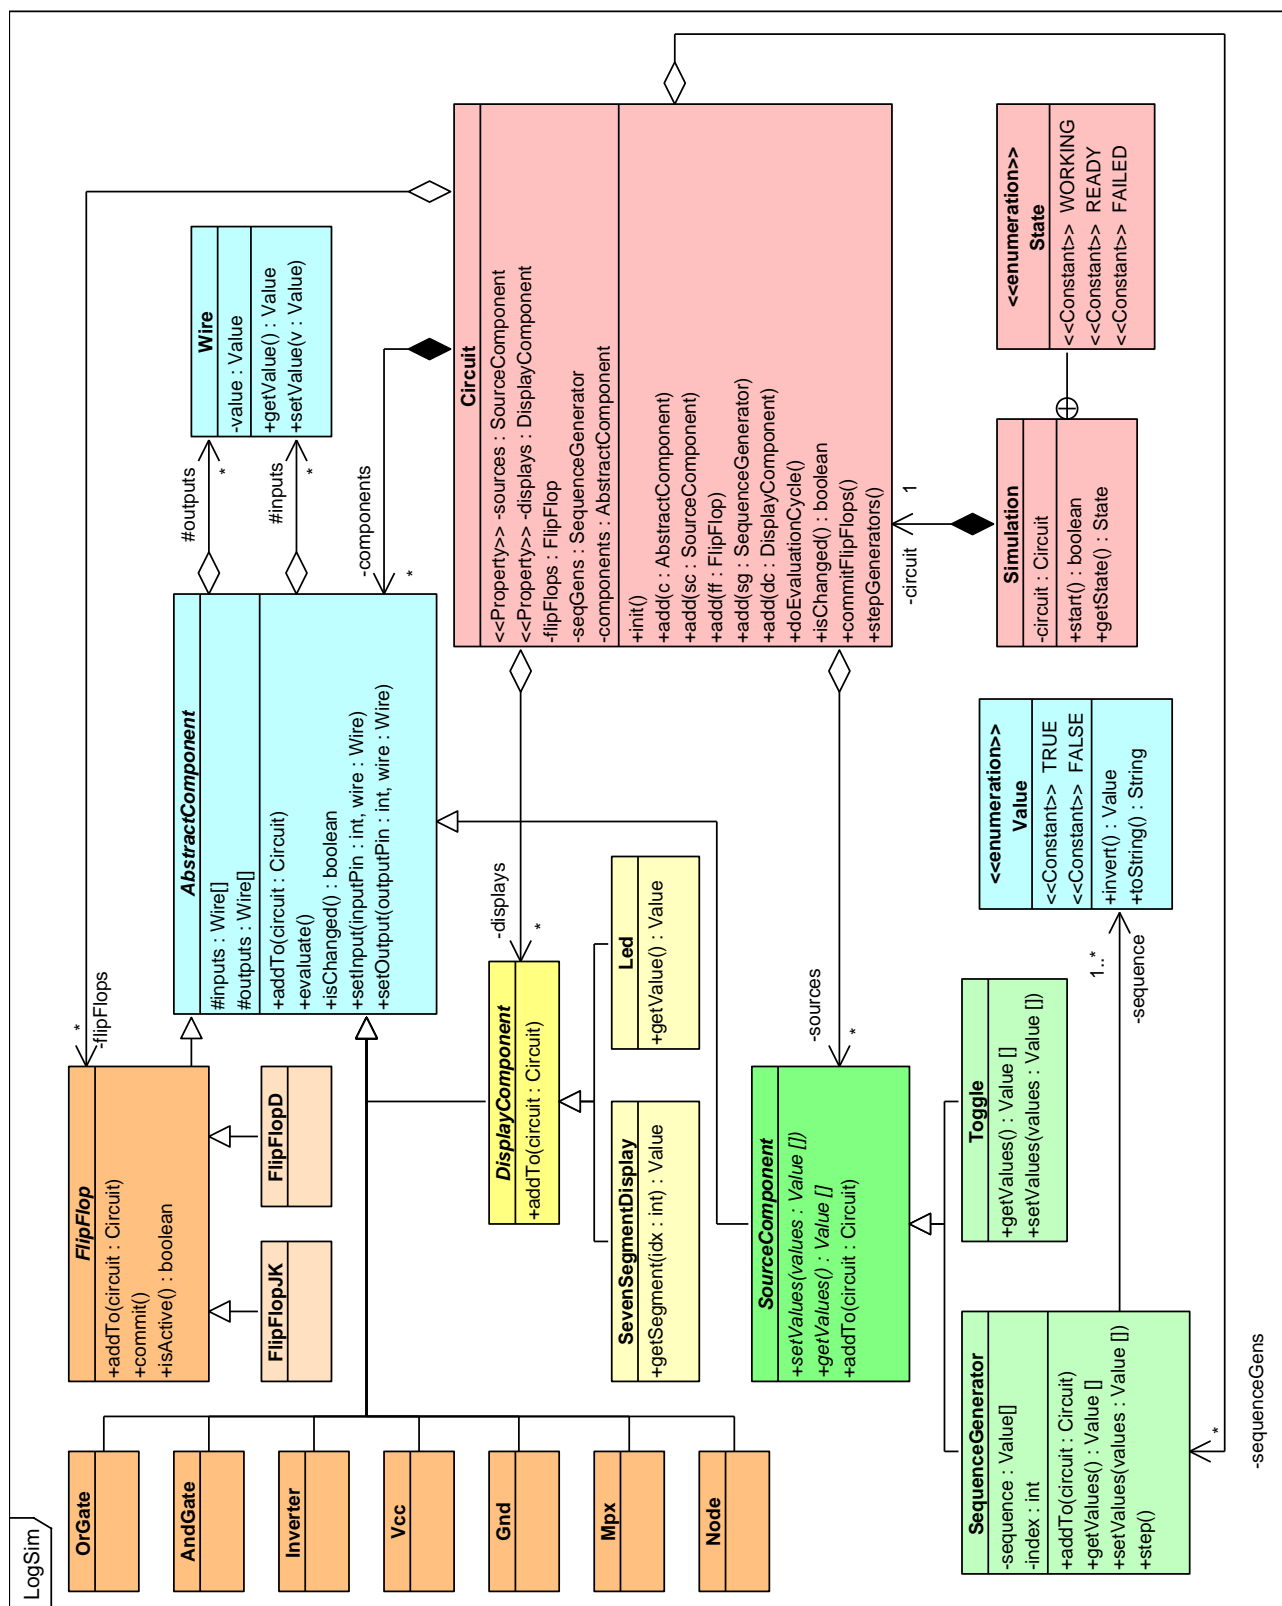 LogSim
OrGate
AndGate
Inverter
Vcc
Gnd
Mpx
Node
FlipFlop
+addTo(circuit : Circuit)
+commit()
+isActive() : boolean
FlipFlopJK
FlipFlopD
*
-flipFlops
AbstractComponent
#inputs : Wire[]
#outputs : Wire[]
+addTo(circuit : Circuit)
+evaluate()
+isChanged() : boolean
+setInput(inputPin : int, wire : Wire)
+setOutput(outputPin : int, wire : Wire)
#outputs
*
#inputs
*
Wire
-value : Value
+getValue() : Value
+setValue(v : Value)
-components
*
DisplayComponent
+addTo(circuit : Circuit)
-displays
*
SevenSegmentDisplay
+getSegment(idx : int) : Value
Led
+getValue() : Value
Circuit
<<Property>> -sources : SourceComponent
<<Property>> -displays : DisplayComponent
-flipFlops : FlipFlop
-seqGens : SequenceGenerator
-components : AbstractComponent
+init()
+add(c : AbstractComponent)
+add(sc : SourceComponent)
+add(ff : FlipFlop)
+add(sg : SequenceGenerator)
+add(dc : DisplayComponent)
+doEvaluationCycle()
+isChanged() : boolean
+commitFlipFlops()
+stepGenerators()
SourceComponent
+setValues(values : Value [])
+getValues() : Value []
+addTo(circuit : Circuit)
-sources
*
-circuit
1
SequenceGenerator
-sequence : Value[]
-index : int
+addTo(circuit : Circuit)
+getValues() : Value []
+setValues(values : Value [])
+step()
Toggle
+getValues() : Value []
+setValues(values : Value [])
<<enumeration>>
Value
<<Constant>> TRUE
<<Constant>> FALSE
+invert() : Value
+toString() : String
1..*
-sequence
Simulation
-circuit : Circuit
+start() : boolean
+getState() : State
<<enumeration>>
State
<<Constant>> WORKING
<<Constant>> READY
<<Constant>> FAILED
*
-sequenceGens